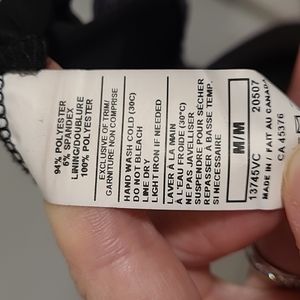 94% POLYESTER
6% SPANDEX
LINING/DOUBLURE
100% POLYESTER
EXCLUSIVE OF TRIM/
GARNITURE NON COMPRISE
HAND WASH COLD (30C)
DO NOT BLEACH
LIME DRY
LIGHT IRON IF NEEDED
LAVER A LA MAIN
À L'EAU FROIDE (30°C)
NE PAS JAVELLISER
SUSPENDRE POUR SÉCHER
REPASSER A BASSE TEMP.
SI NECESSAIRE
M/M
13745VC 20507
MADE IN / FAIT AU CANADA
CA 45376